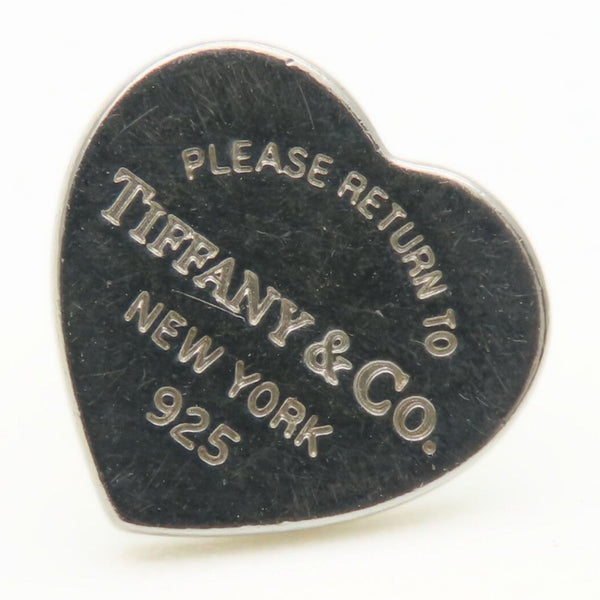 PLEASE RETURN TO
TIFFANY & CO.
NEW YORK
925